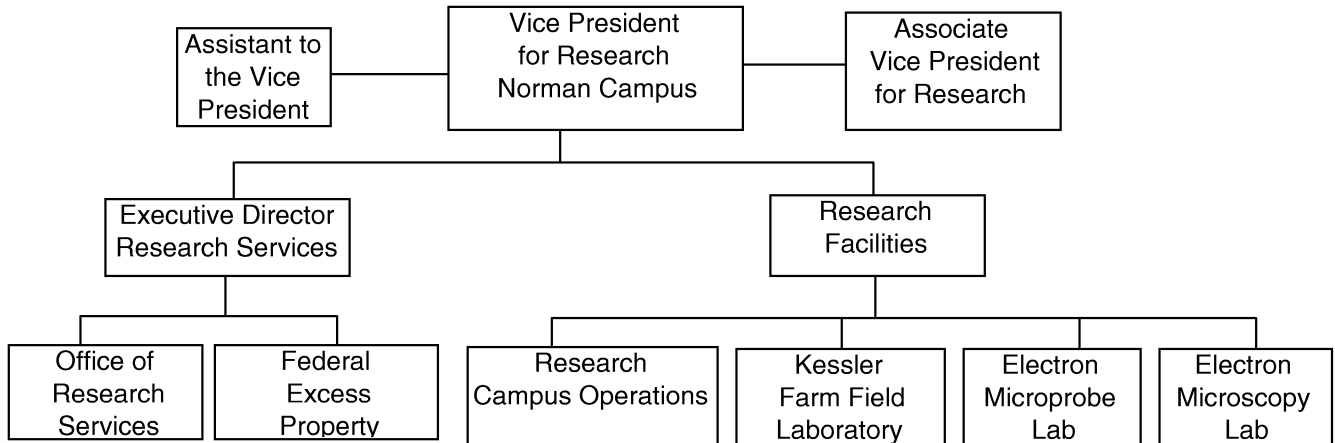 Assistant to
the Vice
President
Vice President
for Research
Norman Campus
Associate
Vice President
for Research
Executive Director
Research Services
Research
Facilities
Office of
Research
Services
Federal
Excess
Property
Research
Campus Operations
Kessler
Farm Field
Laboratory
Electron
Microprobe
Lab
Electron
Microscopy
Lab